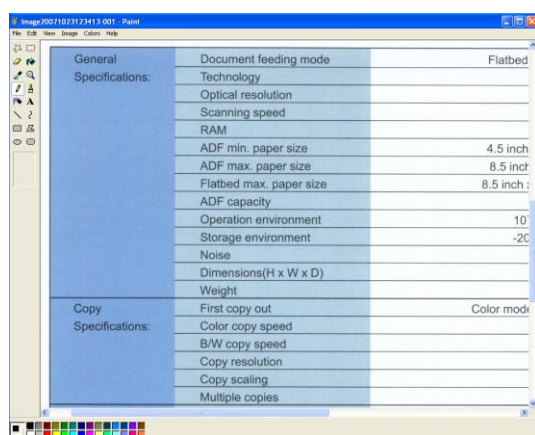 Image20071023123413-001 - Paint
File Edit View Image Colors Help
General Document feeding mode Flatbed
Specifications: Technology
Optical resolution
Scanning speed
RAM
ADF min. paper size 4.5 inch
ADF max. paper size 8.5 inch
Flatbed max. paper size 8.5 inch
ADF capacity
Operation environment 10
Storage environment -20
Noise
Dimensions(H x W x D)
Weight
Copy First copy out Color mode
Specifications: Color copy speed
B/W copy speed
Copy resolution
Copy scaling
Multiple copies